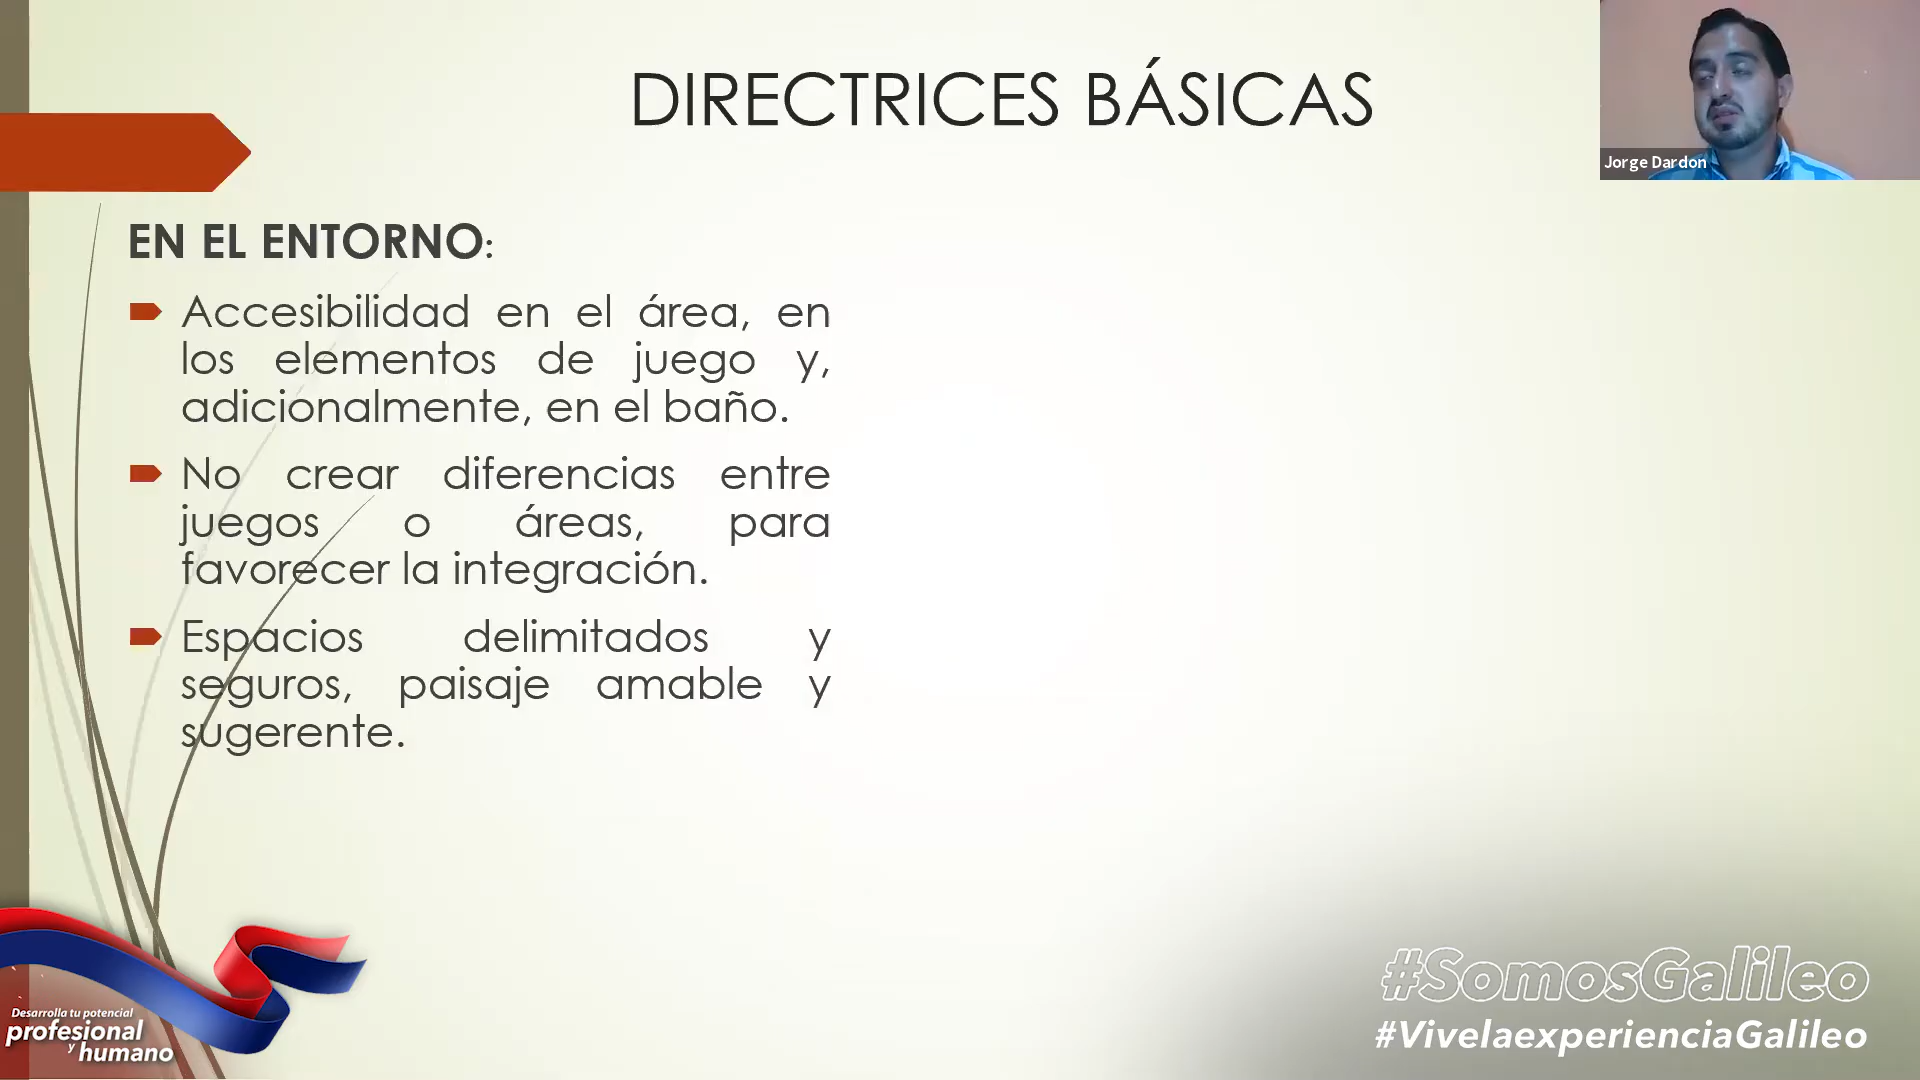 DIRECTRICES BÁSICAS
Jorge Dardon
EN EL ENTORNO:
Accesibilidad en el área, en
los elementos de juego y,
adicionalmente, en el baño.
No crear diferencias entre
juegos o áreas, para
favorecer la integración.
Espacios delimitados y
seguros, paisaje amable y
sugerente.
Desarrolla tu potencial
profesional
y humano
#SomosGalileo
#VivelaexperienciaGalileo